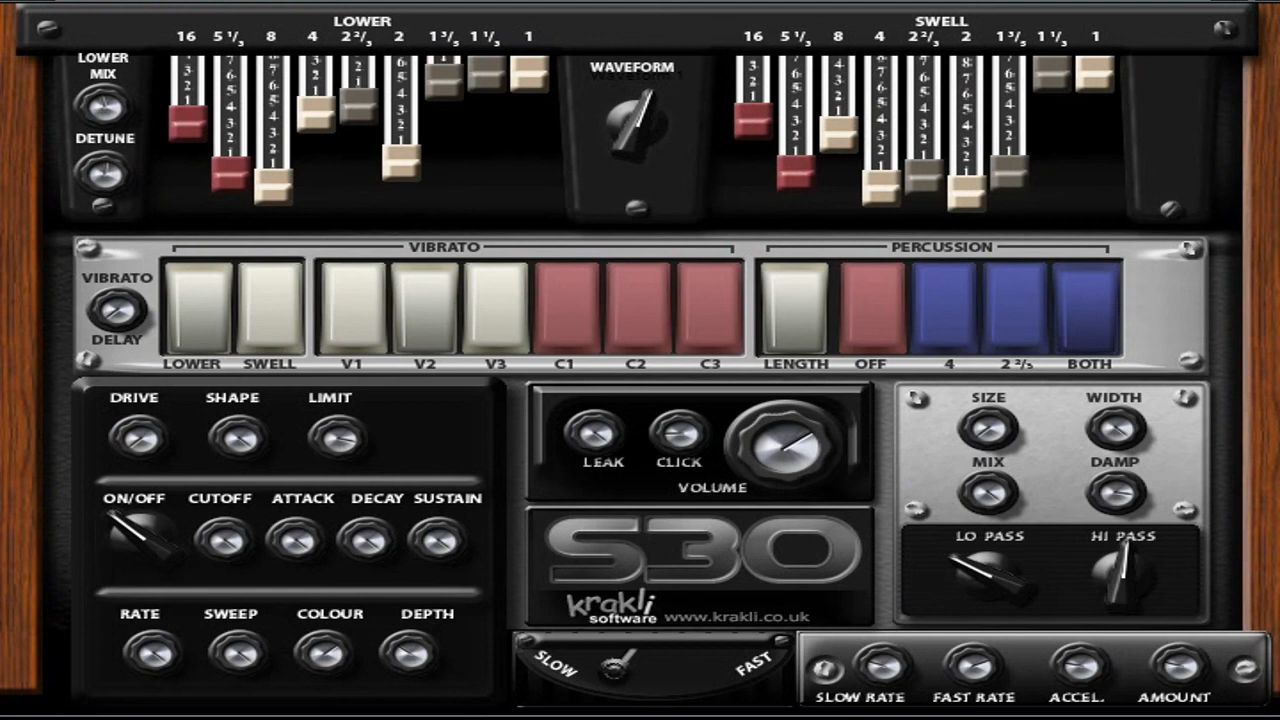 LOWER
SWELL
16 5 1/3 8 4 2 2/3 2 1 3/5 1 1/3 1
16 5 1/3 8 4 2 2/3 2 1 3/5 1 1/3 1
LOWER
MIX
DETUNE
WAVEFORM
VIBRATO
PERCUSSION
VIBRATO
DELAY
LOWER SWELL V1 V2 V3 C1 C2 C3 LENGTH OFF 4 2 2/3 BOTH
DRIVE SHAPE LIMIT
ON/OFF CUTOFF ATTACK DECAY SUSTAIN
RATE SWEEP COLOUR DEPTH
LEAK CLICK
VOLUME
S30
krakli
software www.krakli.co.uk
SLOW FAST
SIZE WIDTH
MIX DAMP
LO PASS HI PASS
SLOW RATE FAST RATE ACCEL. AMOUNT